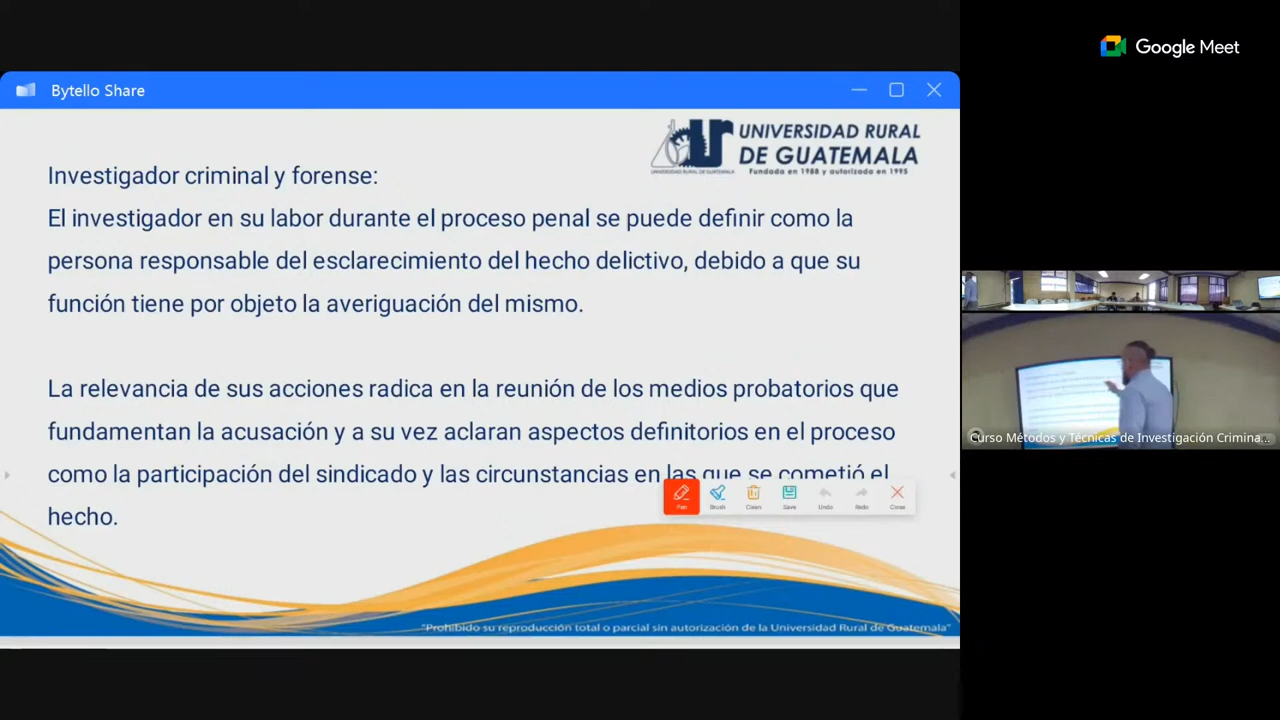 Google Meet
Bytello Share
UNIVERSIDAD RURAL
DE GUATEMALA
Fundada en 1988 y autorizada en 1995
UNIVERSIDAD RURAL DE GUATEMALA
Investigador criminal y forense:
El investigador en su labor durante el proceso penal se puede definir como la
persona responsable del esclarecimiento del hecho delictivo, debido a que su
función tiene por objeto la averiguación del mismo.
La relevancia de sus acciones radica en la reunión de los medios probatorios que
fundamentan la acusación y a su vez aclaran aspectos definitorios en el proceso
como la participación del sindicado y las circunstancias en las que se cometió el
hecho.
Pen Brush Clean Save Undo Redo Close
Curso Métodos y Técnicas de Investigación Crimina...
"Prohibido su reproducción total o parcial sin autorización de la Universidad Rural de Guatemala"